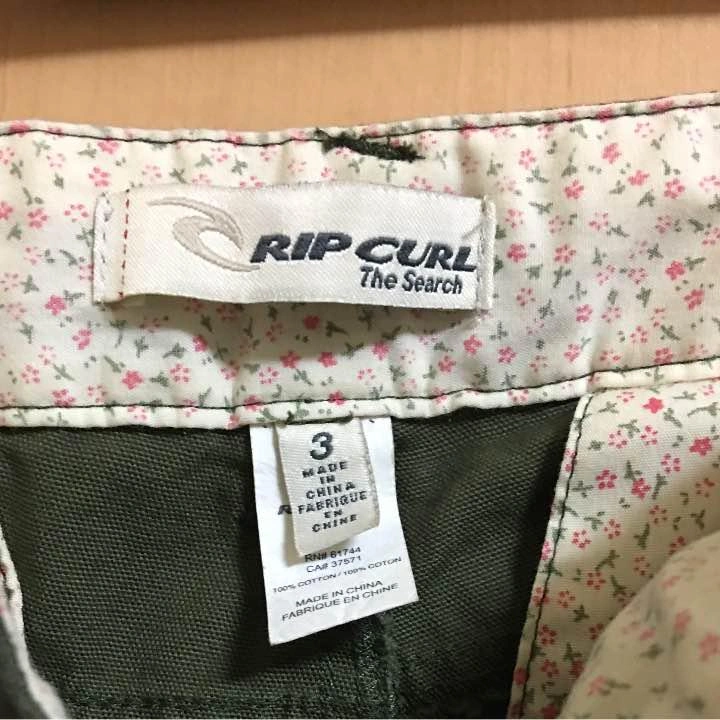 RIP CURL
The Search
3
MADE
IN
CHINA
FABRIQUE
EN
CHINE
RN# 61744
CA# 37571
100% COTTON / 100% COTON
MADE IN CHINA
FABRIQUE EN CHINE